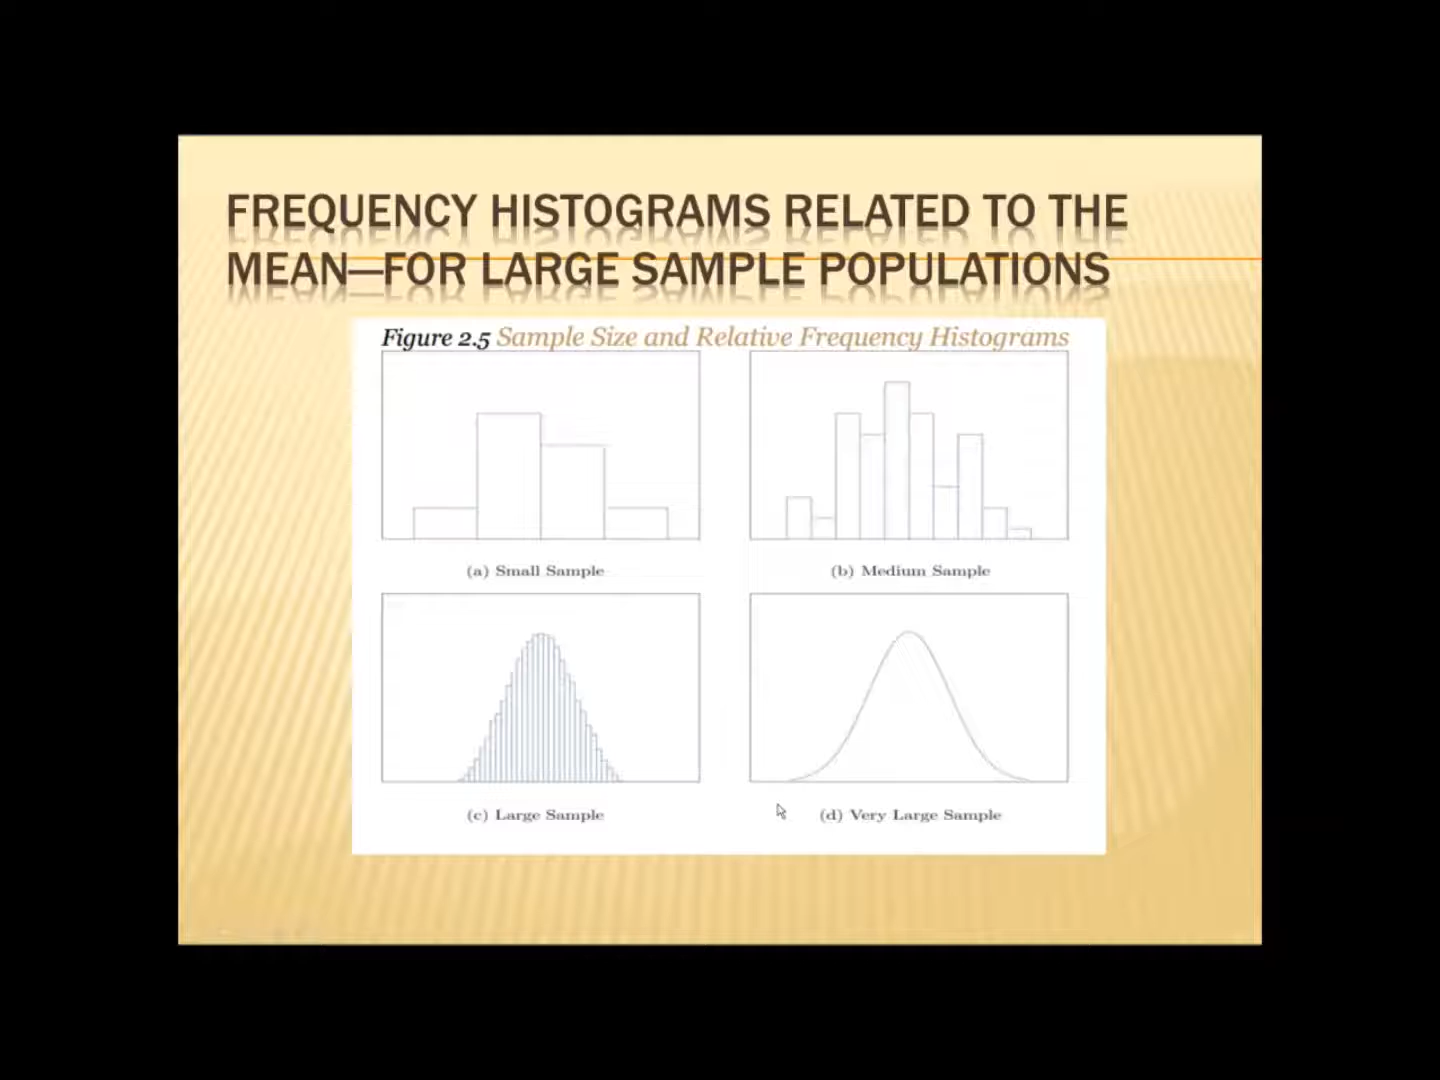 FREQUENCY HISTOGRAMS RELATED TO THE
MEAN—FOR LARGE SAMPLE POPULATIONS
Figure 2.5 Sample Size and Relative Frequency Histograms
(a) Small Sample
(b) Medium Sample
(c) Large Sample
(d) Very Large Sample